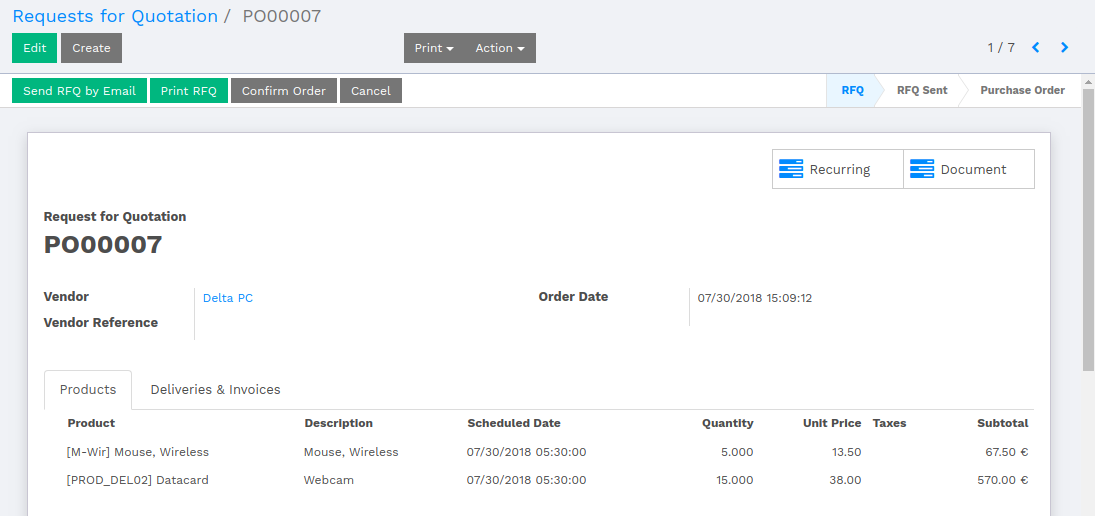 Requests for Quotation / PO00007
Edit Create Print Action 1 / 7
Send RFQ by Email Print RFQ Confirm Order Cancel RFQ RFQ Sent Purchase Order
Recurring Document
Request for Quotation
PO00007
Vendor Delta PC Order Date 07/30/2018 15:09:12
Vendor Reference
Products Deliveries & Invoices
Product Description Scheduled Date Quantity Unit Price Taxes Subtotal
[M-Wir] Mouse, Wireless Mouse, Wireless 07/30/2018 05:30:00 5.000 13.50 67.50 €
[PROD_DEL02] Datacard Webcam 07/30/2018 05:30:00 15.000 38.00 570.00 €